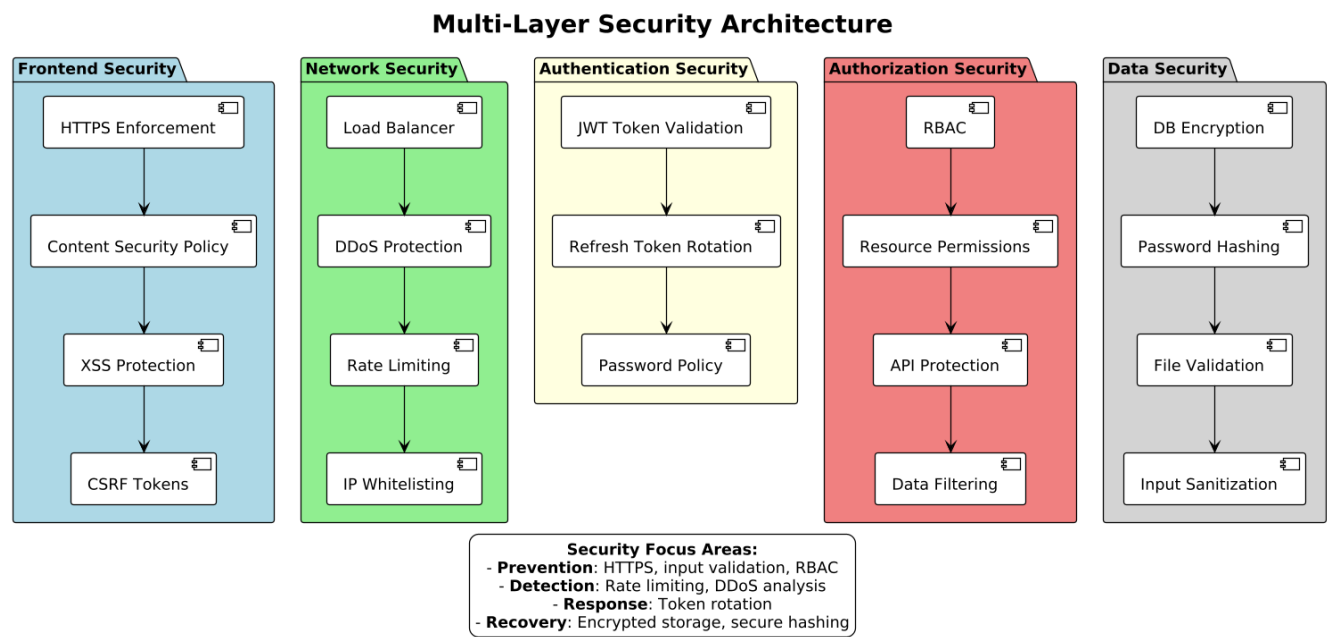 Multi-Layer Security Architecture
Frontend Security
HTTPS Enforcement
Content Security Policy
XSS Protection
CSRF Tokens
Network Security
Load Balancer
DDoS Protection
Rate Limiting
IP Whitelisting
Authentication Security
JWT Token Validation
Refresh Token Rotation
Password Policy
Authorization Security
RBAC
Resource Permissions
API Protection
Data Filtering
Data Security
DB Encryption
Password Hashing
File Validation
Input Sanitization
Security Focus Areas:
- Prevention: HTTPS, input validation, RBAC
- Detection: Rate limiting, DDoS analysis
- Response: Token rotation
- Recovery: Encrypted storage, secure hashing